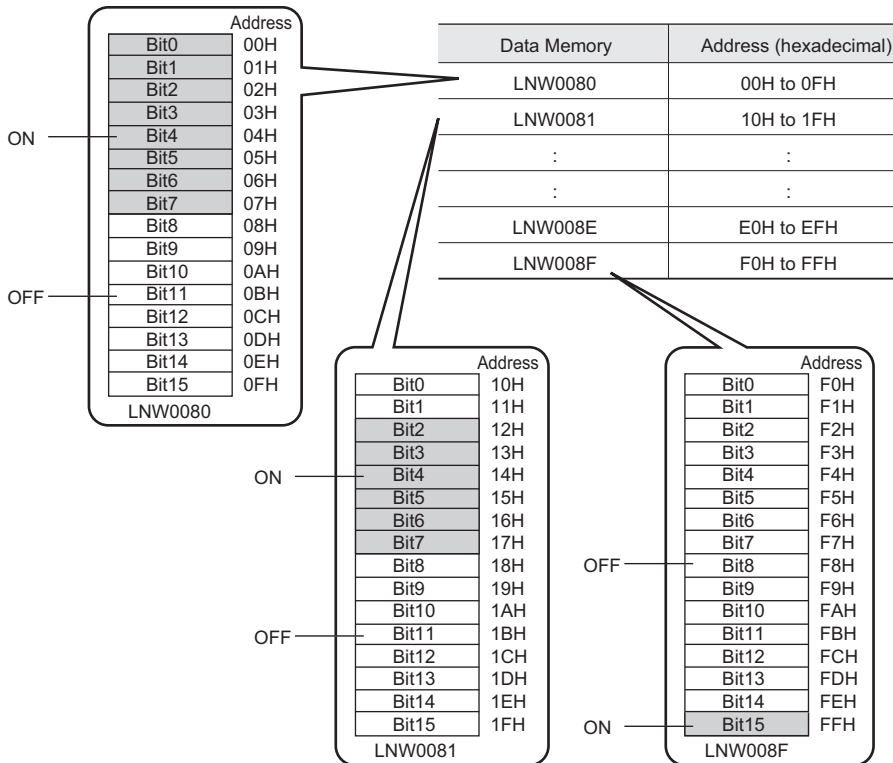 Address
Bit0 00H
Bit1 01H
Bit2 02H
Bit3 03H
ON Bit4 04H
Bit5 05H
Bit6 06H
Bit7 07H
Bit8 08H
Bit9 09H
Bit10 0AH
OFF Bit11 0BH
Bit12 0CH
Bit13 0DH
Bit14 0EH
Bit15 0FH
LNW0080
Data Memory Address (hexadecimal)
LNW0080 00H to 0FH
LNW0081 10H to 1FH
: :
: :
LNW008E E0H to EFH
LNW008F F0H to FFH
Address
Bit0 10H
Bit1 11H
Bit2 12H
Bit3 13H
ON Bit4 14H
Bit5 15H
Bit6 16H
Bit7 17H
Bit8 18H
Bit9 19H
Bit10 1AH
OFF Bit11 1BH
Bit12 1CH
Bit13 1DH
Bit14 1EH
Bit15 1FH
LNW0081
Address
Bit0 F0H
Bit1 F1H
Bit2 F2H
Bit3 F3H
Bit4 F4H
Bit5 F5H
Bit6 F6H
Bit7 F7H
OFF Bit8 F8H
Bit9 F9H
Bit10 FAH
Bit11 FBH
Bit12 FCH
Bit13 FDH
Bit14 FEH
ON Bit15 FFH
LNW008F